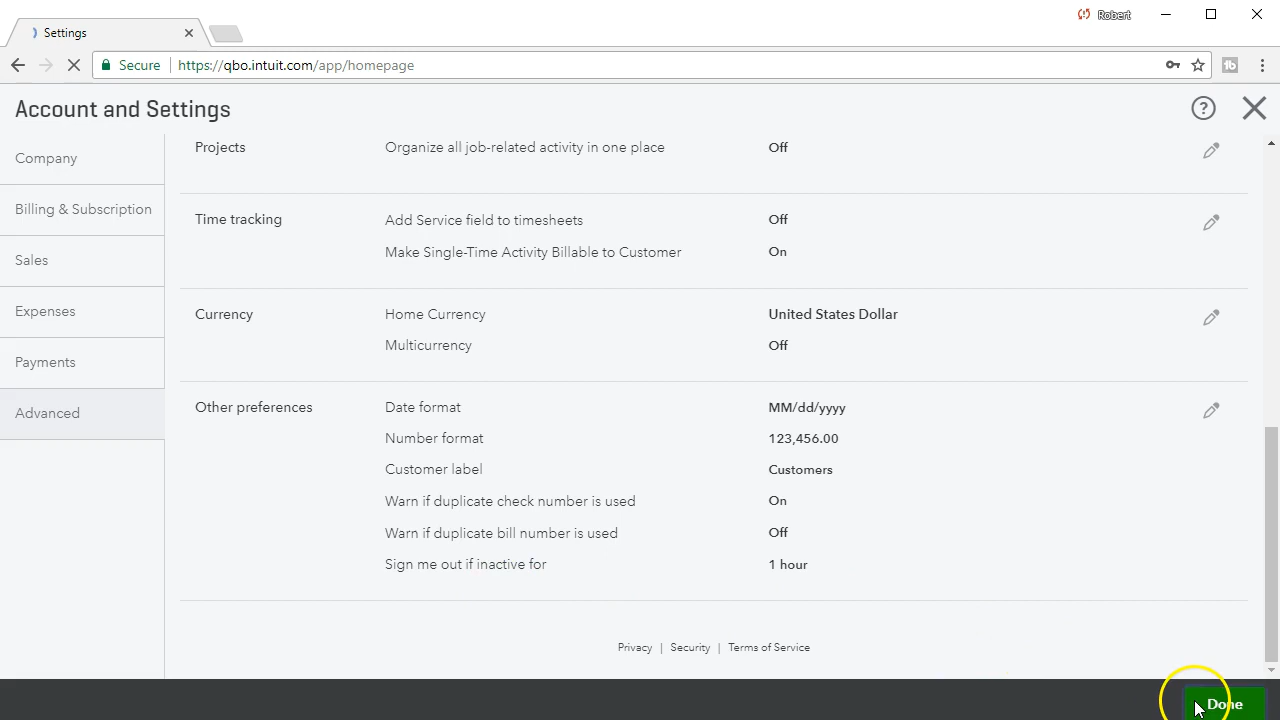 Settings
Robert
Secure | https://qbo.intuit.com/app/homepage
Account and Settings
?
Company
Billing & Subscription
Sales
Expenses
Payments
Advanced
Projects Organize all job-related activity in one place Off
Time tracking Add Service field to timesheets Off
Make Single-Time Activity Billable to Customer On
Currency Home Currency United States Dollar
Multicurrency Off
Other preferences Date format MM/dd/yyyy
Number format 123,456.00
Customer label Customers
Warn if duplicate check number is used On
Warn if duplicate bill number is used Off
Sign me out if inactive for 1 hour
Privacy | Security | Terms of Service
Done